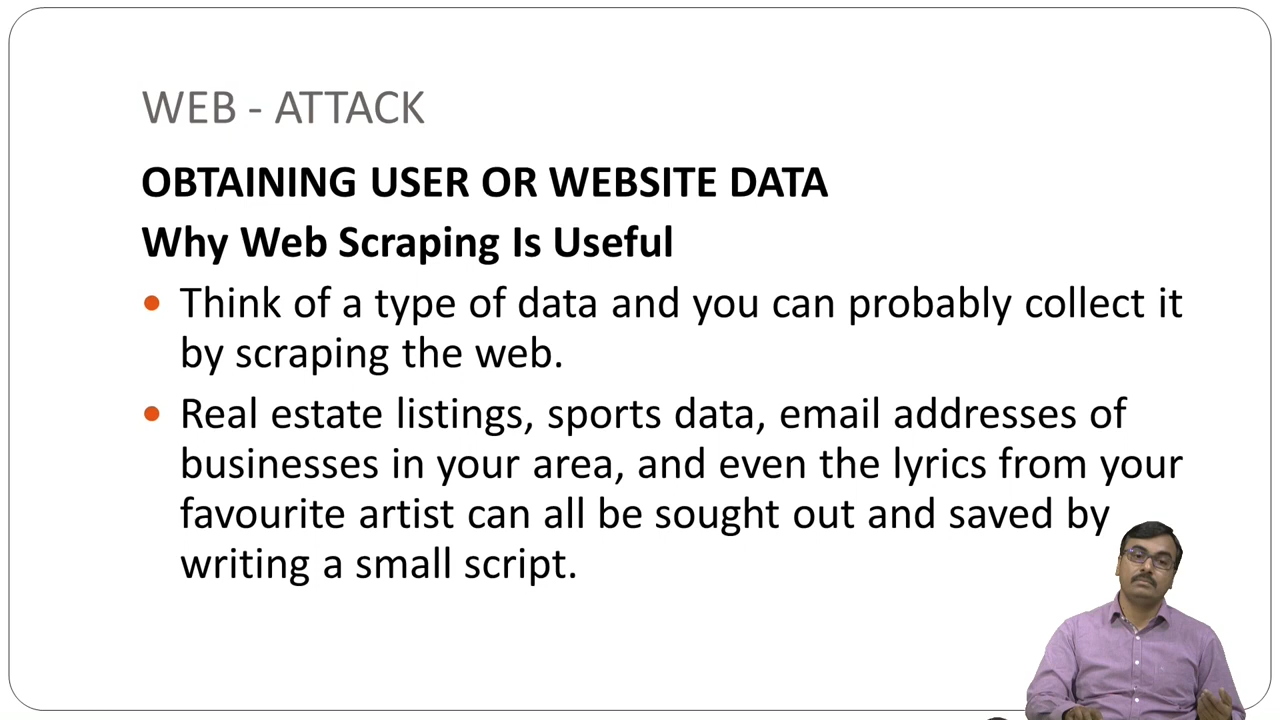 WEB - ATTACK
OBTAINING USER OR WEBSITE DATA
Why Web Scraping Is Useful
Think of a type of data and you can probably collect it
by scraping the web.
Real estate listings, sports data, email addresses of
businesses in your area, and even the lyrics from your
favourite artist can all be sought out and saved by
writing a small script.